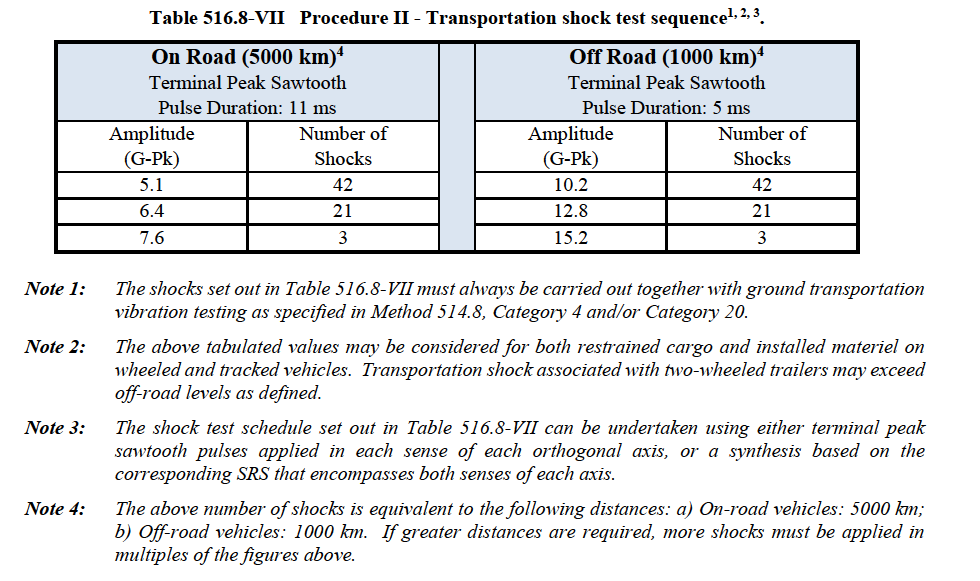 Table 516.8-VII Procedure II - Transportation shock test sequence1, 2, 3.
On Road (5000 km)4
Terminal Peak Sawtooth
Pulse Duration: 11 ms
Off Road (1000 km)4
Terminal Peak Sawtooth
Pulse Duration: 5 ms
Amplitude (G-Pk) Number of Shocks Amplitude (G-Pk) Number of Shocks
5.1 42 10.2 42
6.4 21 12.8 21
7.6 3 15.2 3
Note 1: The shocks set out in Table 516.8-VII must always be carried out together with ground transportation
vibration testing as specified in Method 514.8, Category 4 and/or Category 20.
Note 2: The above tabulated values may be considered for both restrained cargo and installed materiel on
wheeled and tracked vehicles. Transportation shock associated with two-wheeled trailers may exceed
off-road levels as defined.
Note 3: The shock test schedule set out in Table 516.8-VII can be undertaken using either terminal peak
sawtooth pulses applied in each sense of each orthogonal axis, or a synthesis based on the
corresponding SRS that encompasses both senses of each axis.
Note 4: The above number of shocks is equivalent to the following distances: a) On-road vehicles: 5000 km;
b) Off-road vehicles: 1000 km. If greater distances are required, more shocks must be applied in
multiples of the figures above.